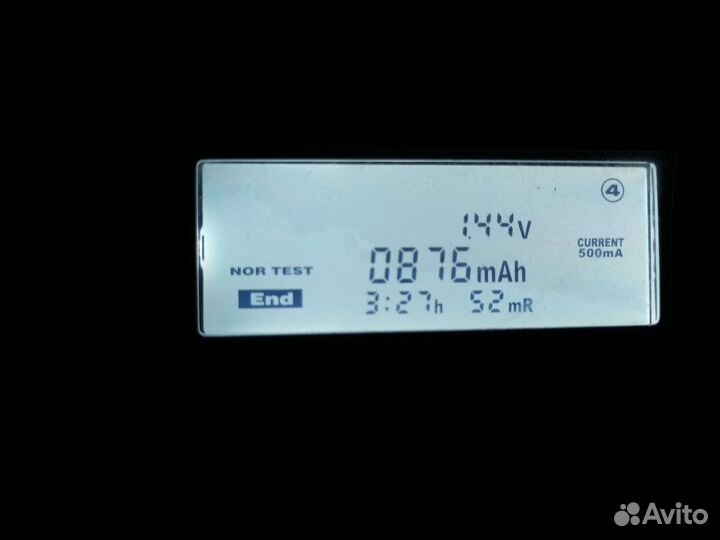 ④
1.44V
CURRENT
500mA
NOR TEST
0876mAh
End
3:27h 52mR
Avito